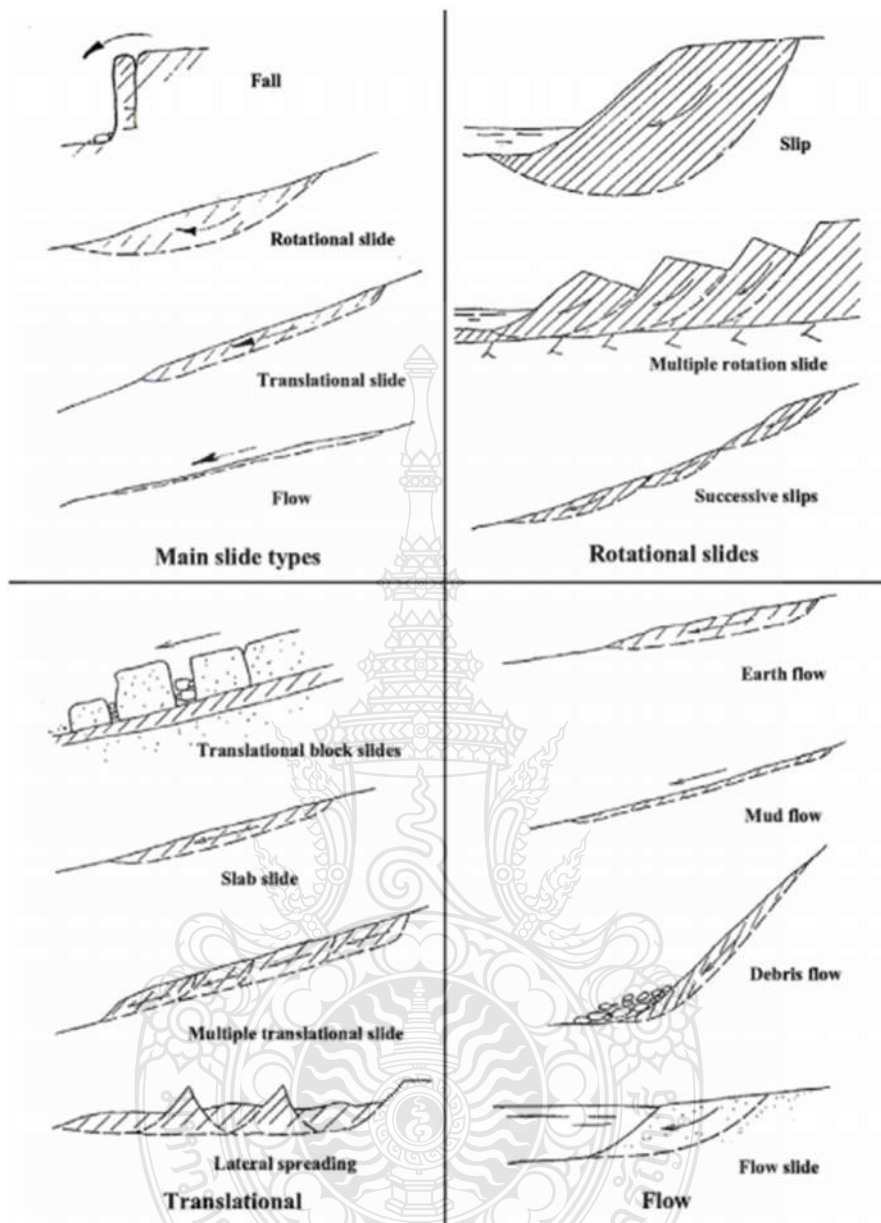 Fall
Rotational slide
Translational slide
Flow
Main slide types
Slip
Multiple rotation slide
Successive slips
Rotational slides
Translational block slides
Slab slide
Multiple translational slide
Lateral spreading
Translational
Earth flow
Mud flow
Debris flow
Flow slide
Flow